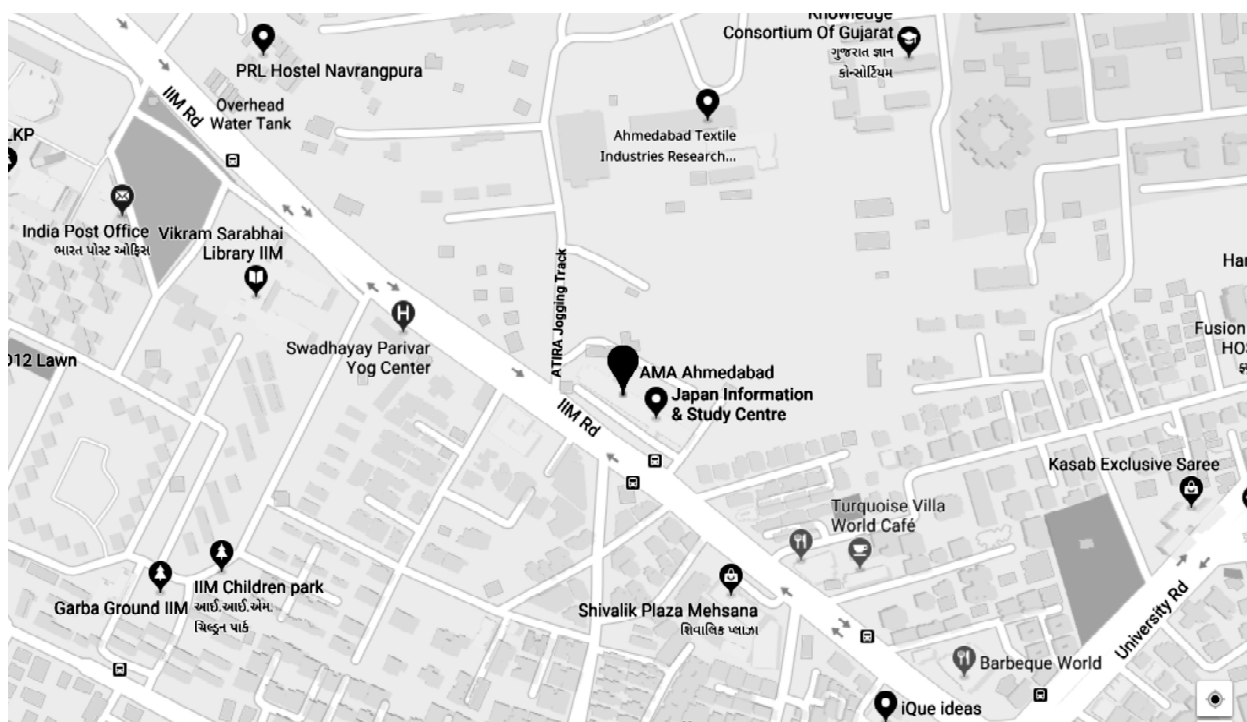 Knowledge
Consortium Of Gujarat
ગુજરાત જ્ઞાન
કોન્સોર્ટિયમ
PRL Hostel Navrangpura
IIM Rd
Overhead
Water Tank
Ahmedabad Textile
Industries Research...
LKP
India Post Office
ભારત પોસ્ટ ઓફિસ
Vikram Sarabhai
Library IIM
ATIRA Jogging Track
H
Swadhyay Parivar
Yog Center
012 Lawn
AMA Ahmedabad
Japan Information
& Study Centre
IIM Rd
Har
Fusion
HO
Kasab Exclusive Saree
Turquoise Villa
World Café
IIM Children park
આઈ.આઈ.એમ.
ચિલ્ડ્રન પાર્ક
Garba Ground IIM
Shivalik Plaza Mehsana
શિવાલિક પ્લાઝા
University Rd
Barbeque World
iQue ideas